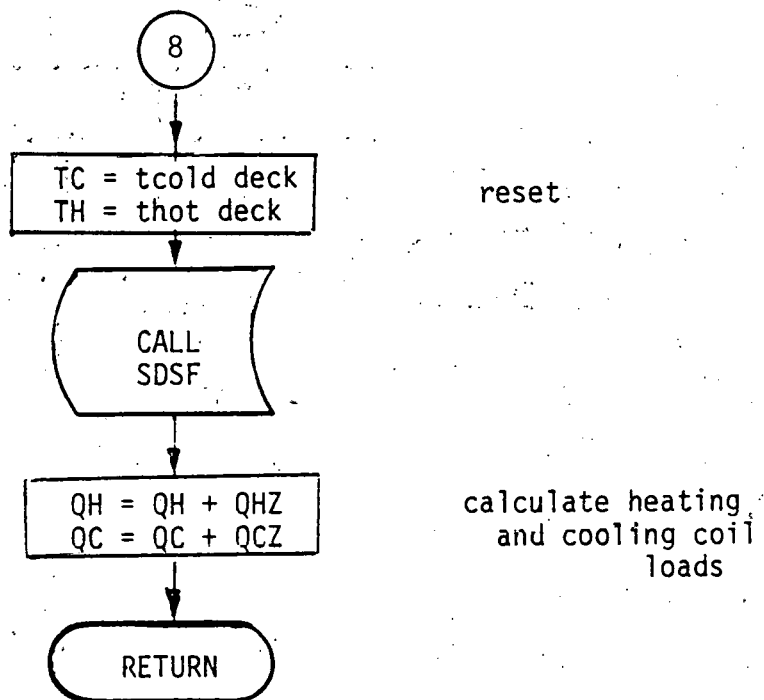 8
TC = tcold deck
TH = thot deck
reset
CALL
SDSF
QH = QH + QHZ
QC = QC + QCZ
calculate heating
and cooling coil
loads
RETURN